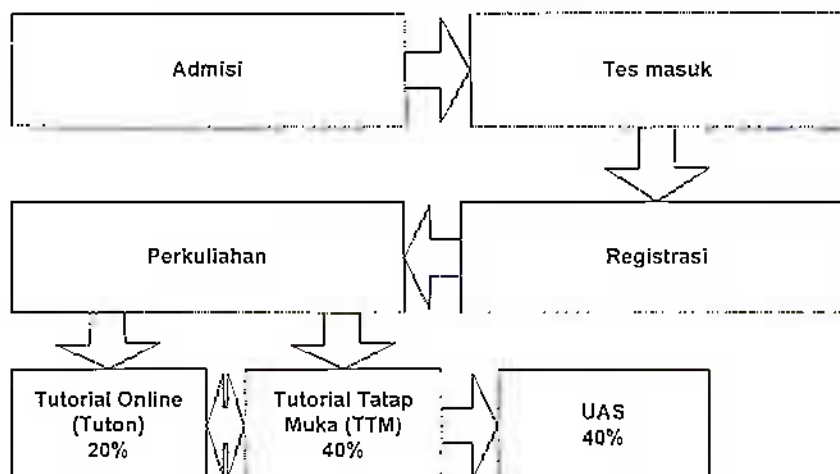 Admisi
Tes masuk
Perkuliahan
Registrasi
Tutorial Online
(Tuton)
20%
Tutorial Tatap
Muka (TTM)
40%
UAS
40%